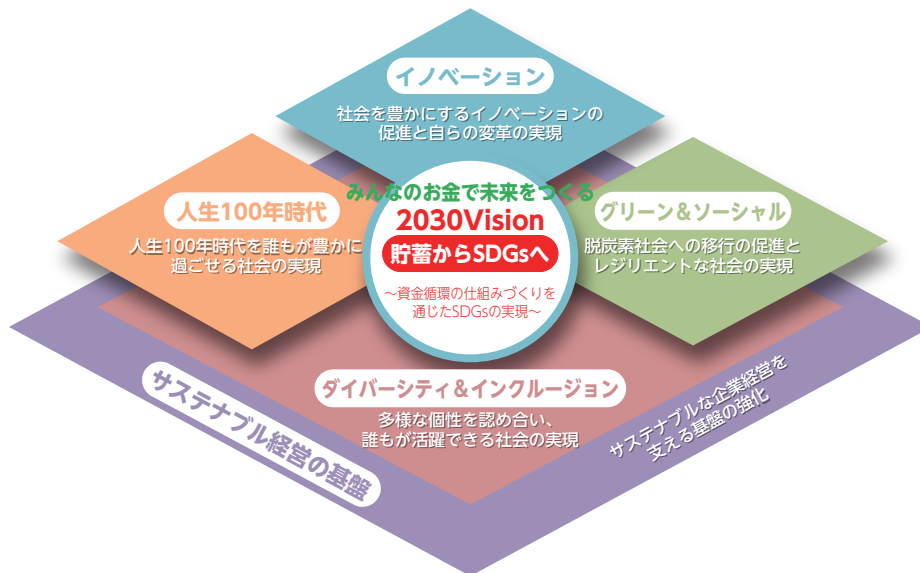 イノベーション
社会を豊かにするイノベーションの
促進と自らの変革の実現
人生100年時代
人生100年時代を誰もが豊かに
過ごせる社会の実現
みんなのお金で未来をつくる
2030Vision
貯蓄からSDGsへ
~資金循環の仕組みづくりを
通じたSDGsの実現~
グリーン&ソーシャル
脱炭素社会への移行の促進と
レジリエントな社会の実現
ダイバーシティ&インクルージョン
多様な個性を認め合い、
誰もが活躍できる社会の実現
サステナブル経営の基盤
サステナブルな企業経営を
支える基盤の強化